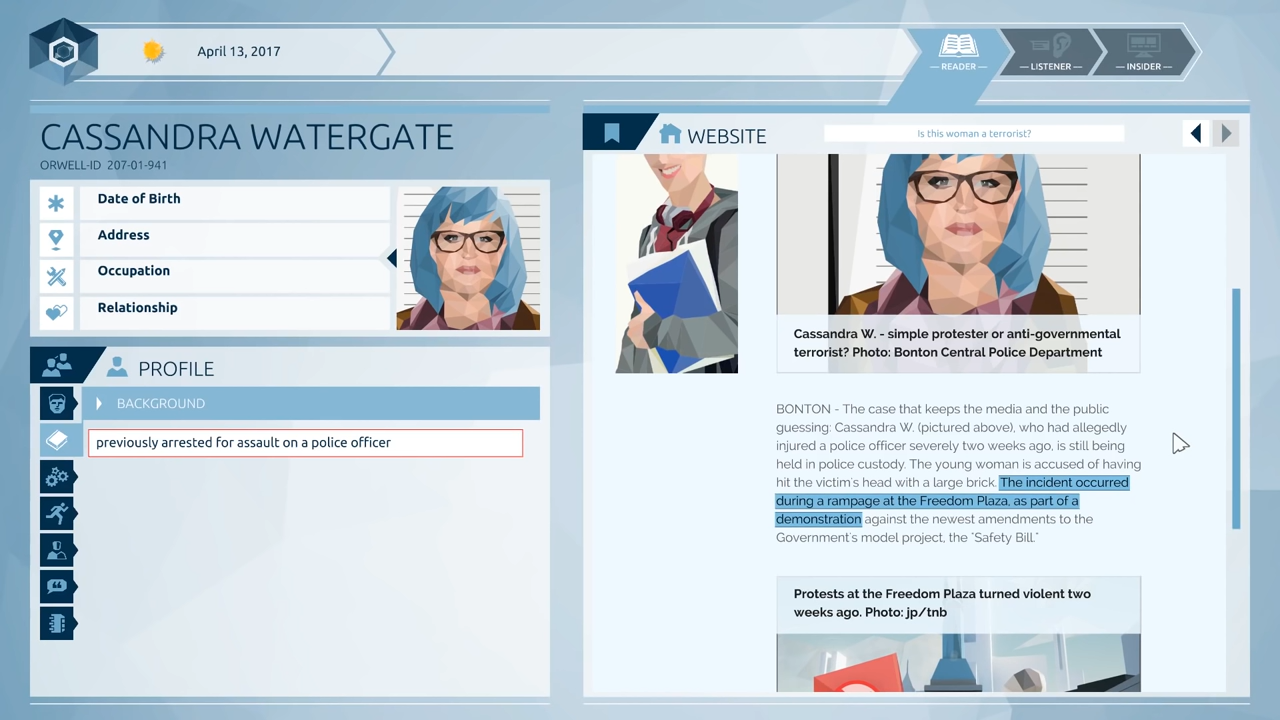 April 13, 2017
— READER —
— LISTENER —
— INSIDER —
CASSANDRA WATERGATE
ORWELL-ID 207-01-941
Date of Birth
Address
Occupation
Relationship
PROFILE
BACKGROUND
previously arrested for assault on a police officer
WEBSITE
Is this woman a terrorist?
Cassandra W. - simple protester or anti-governmental
terrorist? Photo: Bonton Central Police Department
BONTON - The case that keeps the media and the public
guessing: Cassandra W. (pictured above), who had allegedly
injured a police officer severely two weeks ago, is still being
held in police custody. The young woman is accused of having
hit the victim's head with a large brick. The incident occurred
during a rampage at the Freedom Plaza, as part of a
demonstration against the newest amendments to the
Government's model project, the "Safety Bill."
Protests at the Freedom Plaza turned violent two
weeks ago. Photo: jp/tnb